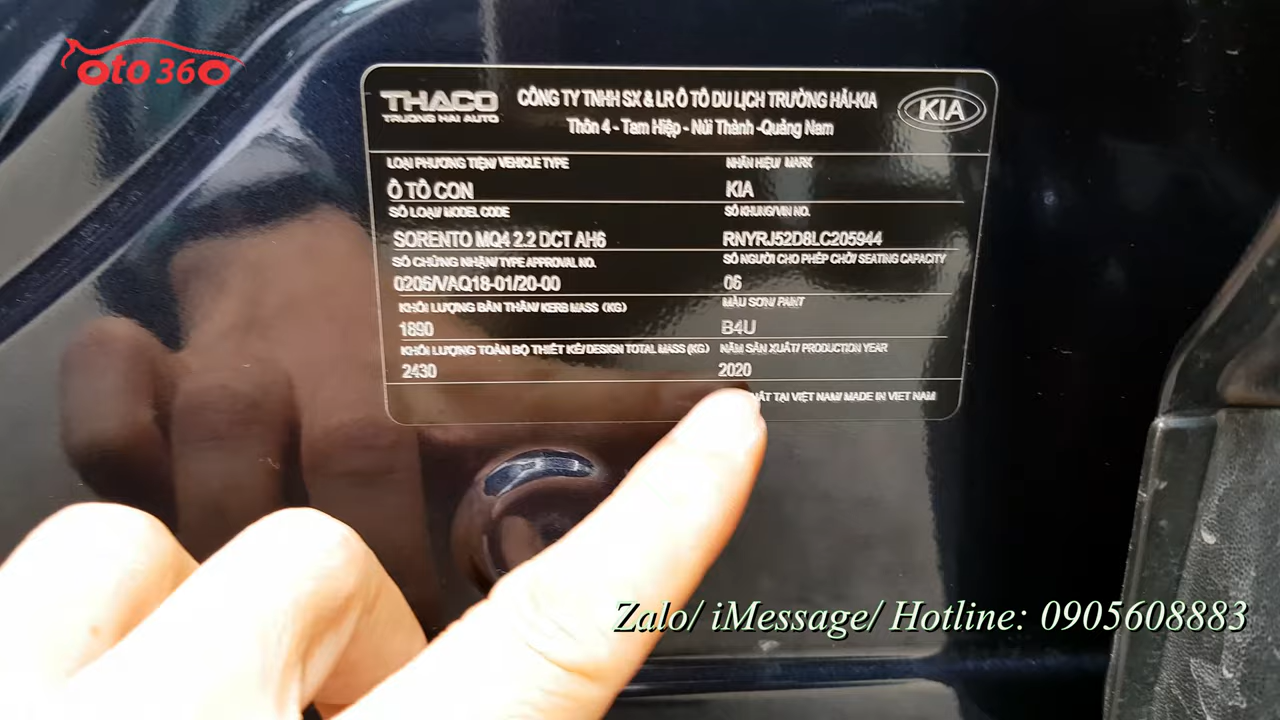 oto 360
THACO
TRUONG HAI AUTO
CÔNG TY TNHH SX & LR Ô TÔ DU LỊCH TRƯỜNG HẢI-KIA
Thôn 4 - Tam Hiệp - Núi Thành -Quảng Nam
KIA
LOẠI PHƯƠNG TIỆN/ VEHICLE TYPE
NHÃN HIỆU/ MARK
Ô TÔ CON
KIA
SỐ LOẠI/ MODEL CODE
SỐ KHUNG/VIN NO.
SORENTO MQ4 2.2 DCT AH6
RNYRJ52D8LC205944
SỐ CHỨNG NHẬN/ TYPE APPROVAL NO.
SỐ NGƯỜI CHO PHÉP CHỞ/ SEATING CAPACITY
0206/VAQ18-01/20-00
06
KHỐI LƯỢNG BẢN THÂN/ KERB MASS (KG)
MÀU SƠN/ PAINT
1890
B4U
KHỐI LƯỢNG TOÀN BỘ THIẾT KẾ/ DESIGN TOTAL MASS (KG)
NĂM SẢN XUẤT/ PRODUCTION YEAR
2430
2020
TẠI VIỆT NAM/ MADE IN VIET NAM
Zalo/ iMessage/ Hotline: 0905608883